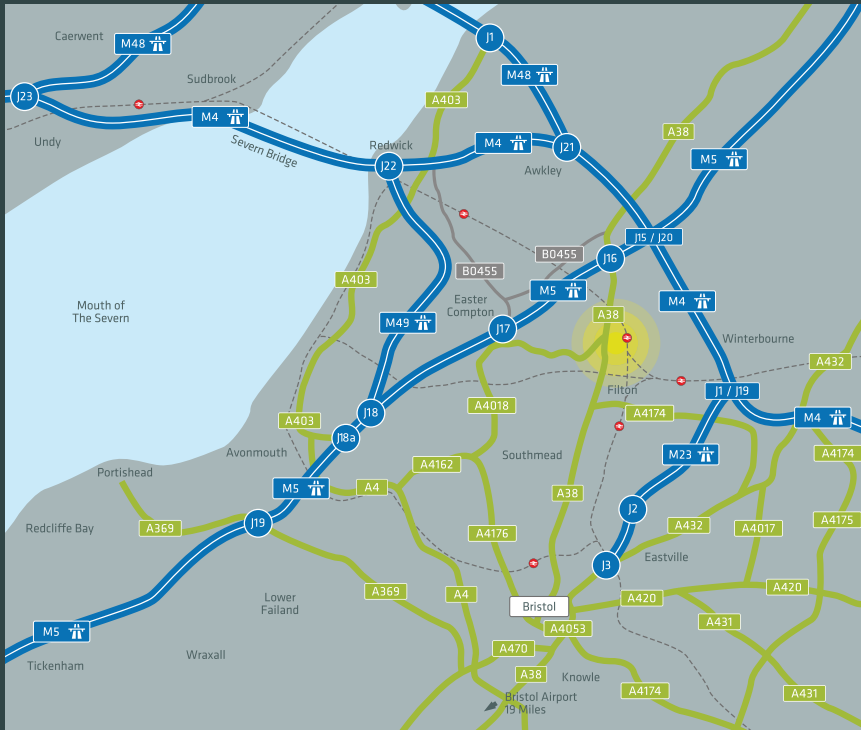 Caerwent
M48
J1
J23
Sudbrook
M48
A403
M4
Undy
Severn Bridge
Redwick
M4
J21
A38
M5
J22
Awkley
J15 / J20
B0455
J16
B0455
A403
M5
M4
Mouth of
The Severn
Easter
Compton
A38
M49
J17
Winterbourne
A432
Filton
J1 / J19
J18
A4018
A4174
M4
A403
J18a
Avonmouth
Southmead
M23
A4174
A4162
Portishead
M5
A4
A38
J2
Redcliffe Bay
A369
J19
A4176
A432
A4017
A4175
J3
Eastville
A369
A4
Lower
Failand
Bristol
A420
A420
A4053
A431
M5
A470
Wraxall
Tickenham
A38
Knowle
A4174
A431
Bristol Airport
19 Miles